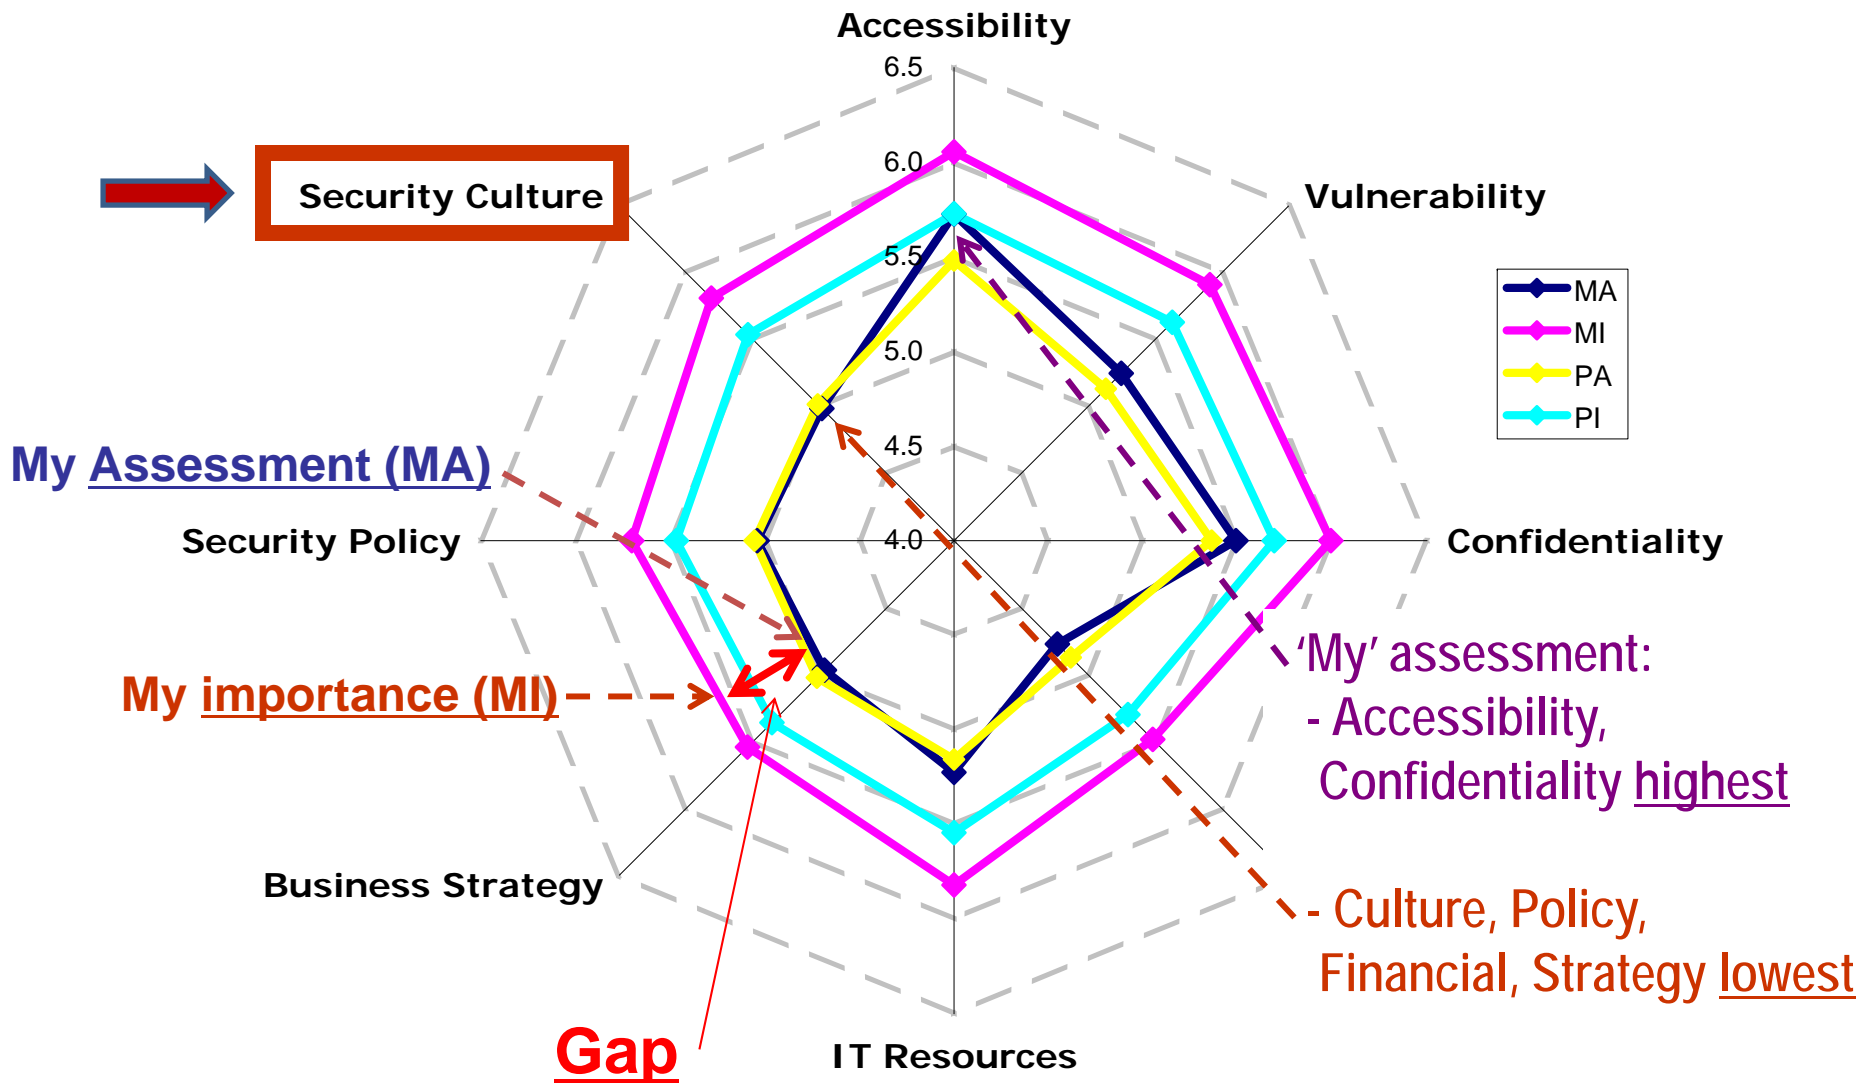 Accessibility
6.5
6.0
5.5
5.0
4.5
4.0
Security Culture
Vulnerability
MA
MI
PA
PI
My Assessment (MA)
Security Policy
Confidentiality
My importance (MI)
'My' assessment:
- Accessibility,
Confidentiality highest
Business Strategy
- Culture, Policy,
Financial, Strategy lowest
Gap
IT Resources